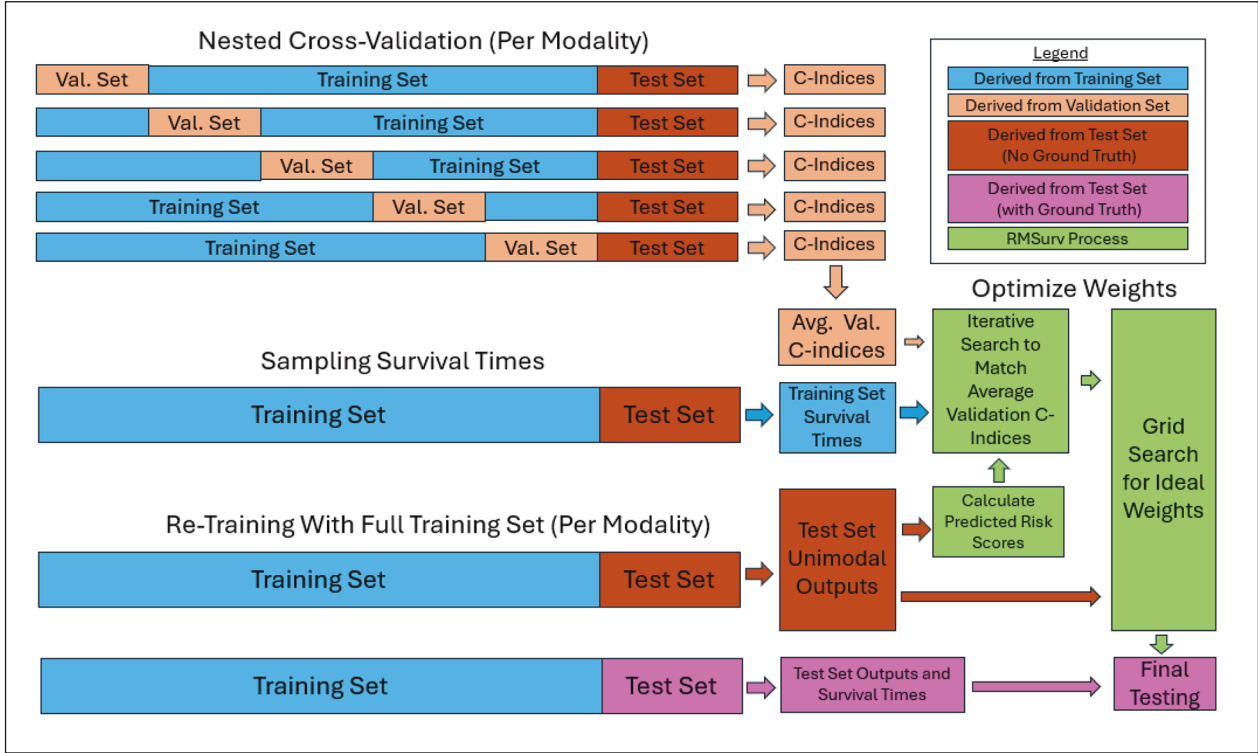 Nested Cross-Validation (Per Modality)
Val. Set Training Set Test Set C-Indices
Val. Set Training Set Test Set C-Indices
Val. Set Training Set Test Set C-Indices
Training Set Val. Set Test Set C-Indices
Training Set Val. Set Test Set C-Indices
Legend
Derived from Training Set
Derived from Validation Set
Derived from Test Set
(No Ground Truth)
Derived from Test Set
(with Ground Truth)
RMSurv Process
Optimize Weights
Avg. Val.
C-indices
Iterative
Search to
Match
Average
Validation C-
Indices
Sampling Survival Times
Training Set Test Set
Training Set
Survival
Times
Grid
Search
for Ideal
Weights
Re-Training With Full Training Set (Per Modality)
Training Set Test Set
Test Set
Unimodal
Outputs
Calculate
Predicted Risk
Scores
Training Set Test Set
Test Set Outputs and
Survival Times
Final
Testing